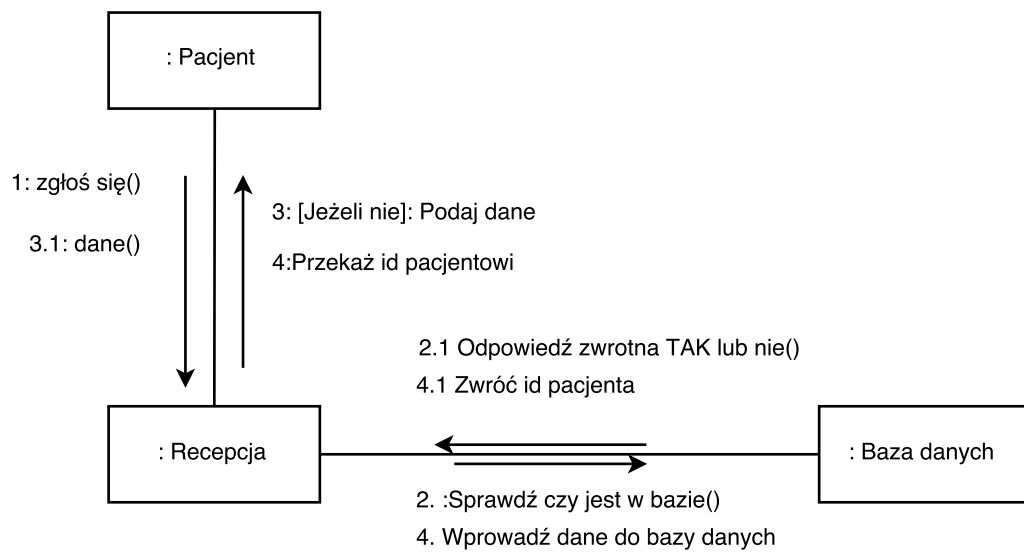 : Pacjent
1: zgłoś się()
3: [Jeżeli nie]: Podaj dane
3.1: dane()
4:Przekaż id pacjentowi
2.1 Odpowiedź zwrotna TAK lub nie()
4.1 Zwróć id pacjenta
: Recepcja
: Baza danych
2. :Sprawdź czy jest w bazie()
4. Wprowadź dane do bazy danych